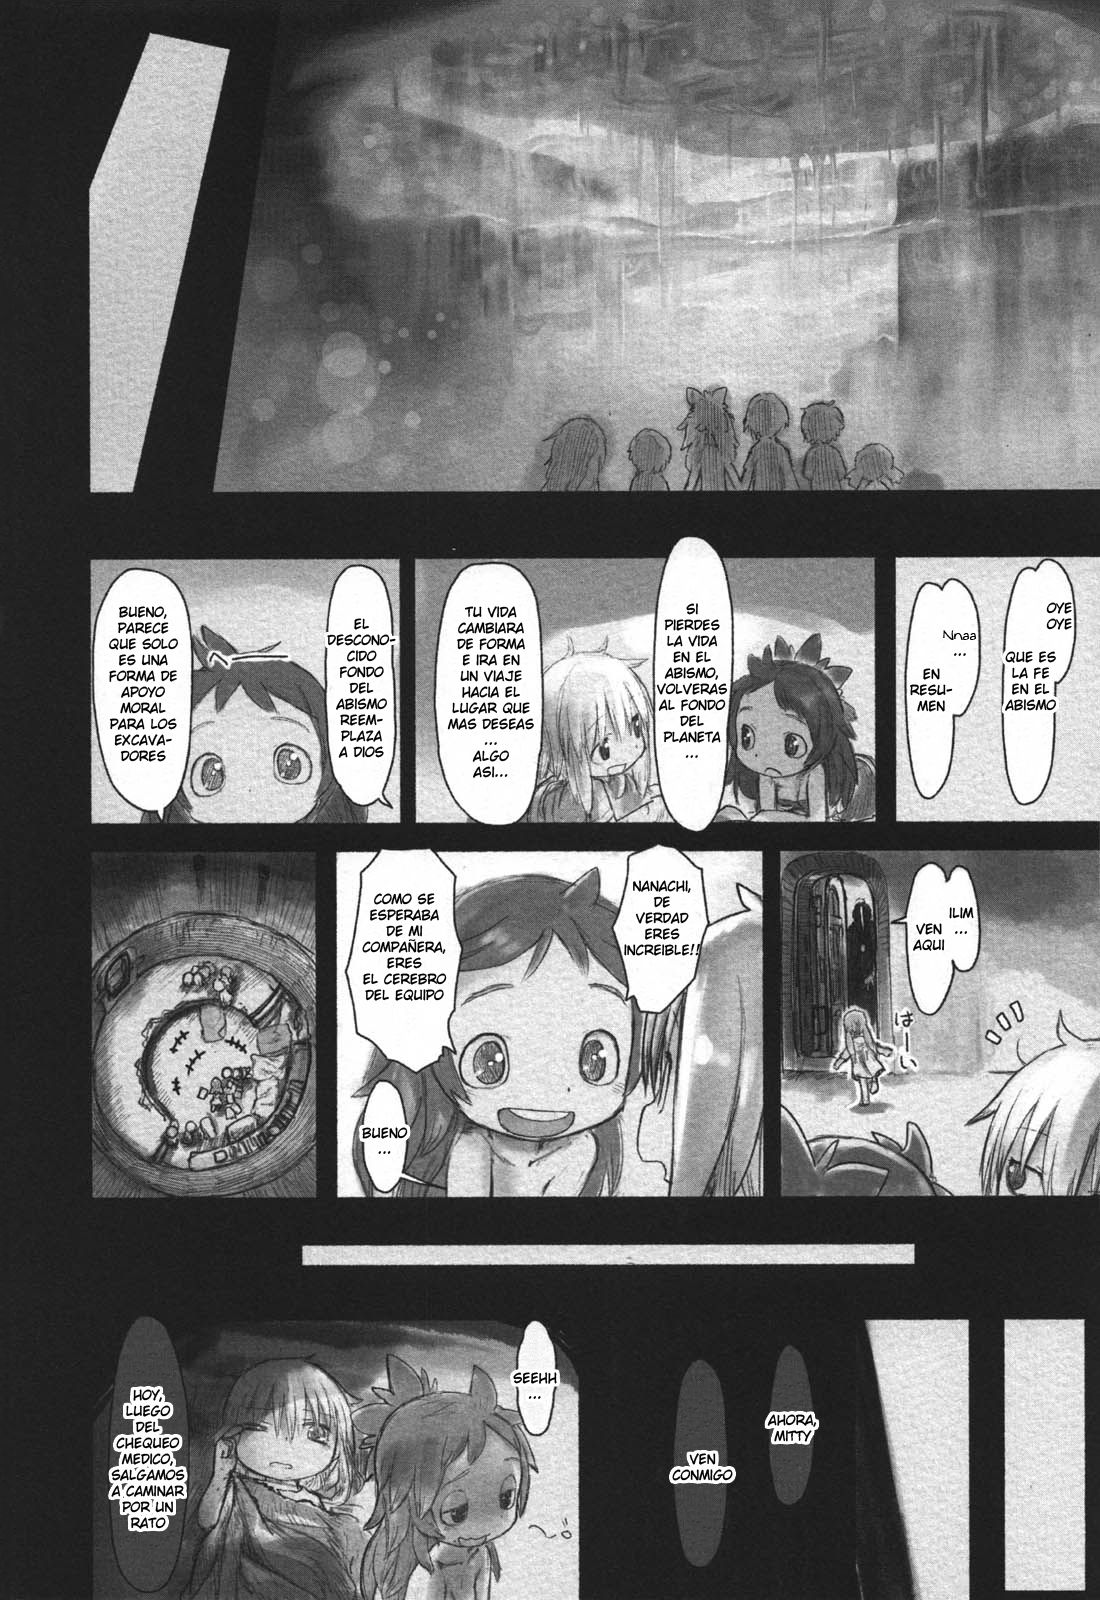 OYE
OYE
QUE ES
LA FE
EN EL
ABISMO
Nnaa
...
EN
RESU-
MEN
SI
PIERDES
LA VIDA
EN EL
ABISMO,
VOLVERAS
AL FONDO
DEL
PLANETA
...
TU VIDA
CAMBIARA
DE FORMA
E IRA EN
UN VIAJE
HACIA EL
LUGAR QUE
MAS DESEAS
...
ALGO
ASI...
EL
DESCONO-
CIDO
FONDO
DEL
ABISMO
REEM-
PLAZA
A DIOS
BUENO,
PARECE
QUE SOLO
ES UNA
FORMA DE
APOYO
MORAL
PARA LOS
EXCAVA-
DORES
ILIM
...
VEN
AQUI
はーい
NANACHI,
DE
VERDAD
ERES
INCREIBLE!!
COMO SE
ESPERABA
DE MI
COMPAÑERA,
ERES
EL CEREBRO
DEL EQUIPO
BUENO
...
AHORA,
MITTY
VEN
CONMIGO
SEEHH
...
HOY,
LUEGO
DEL
CHEQUEO
MEDICO,
SALGAMOS
A CAMINAR
POR UN
RATO